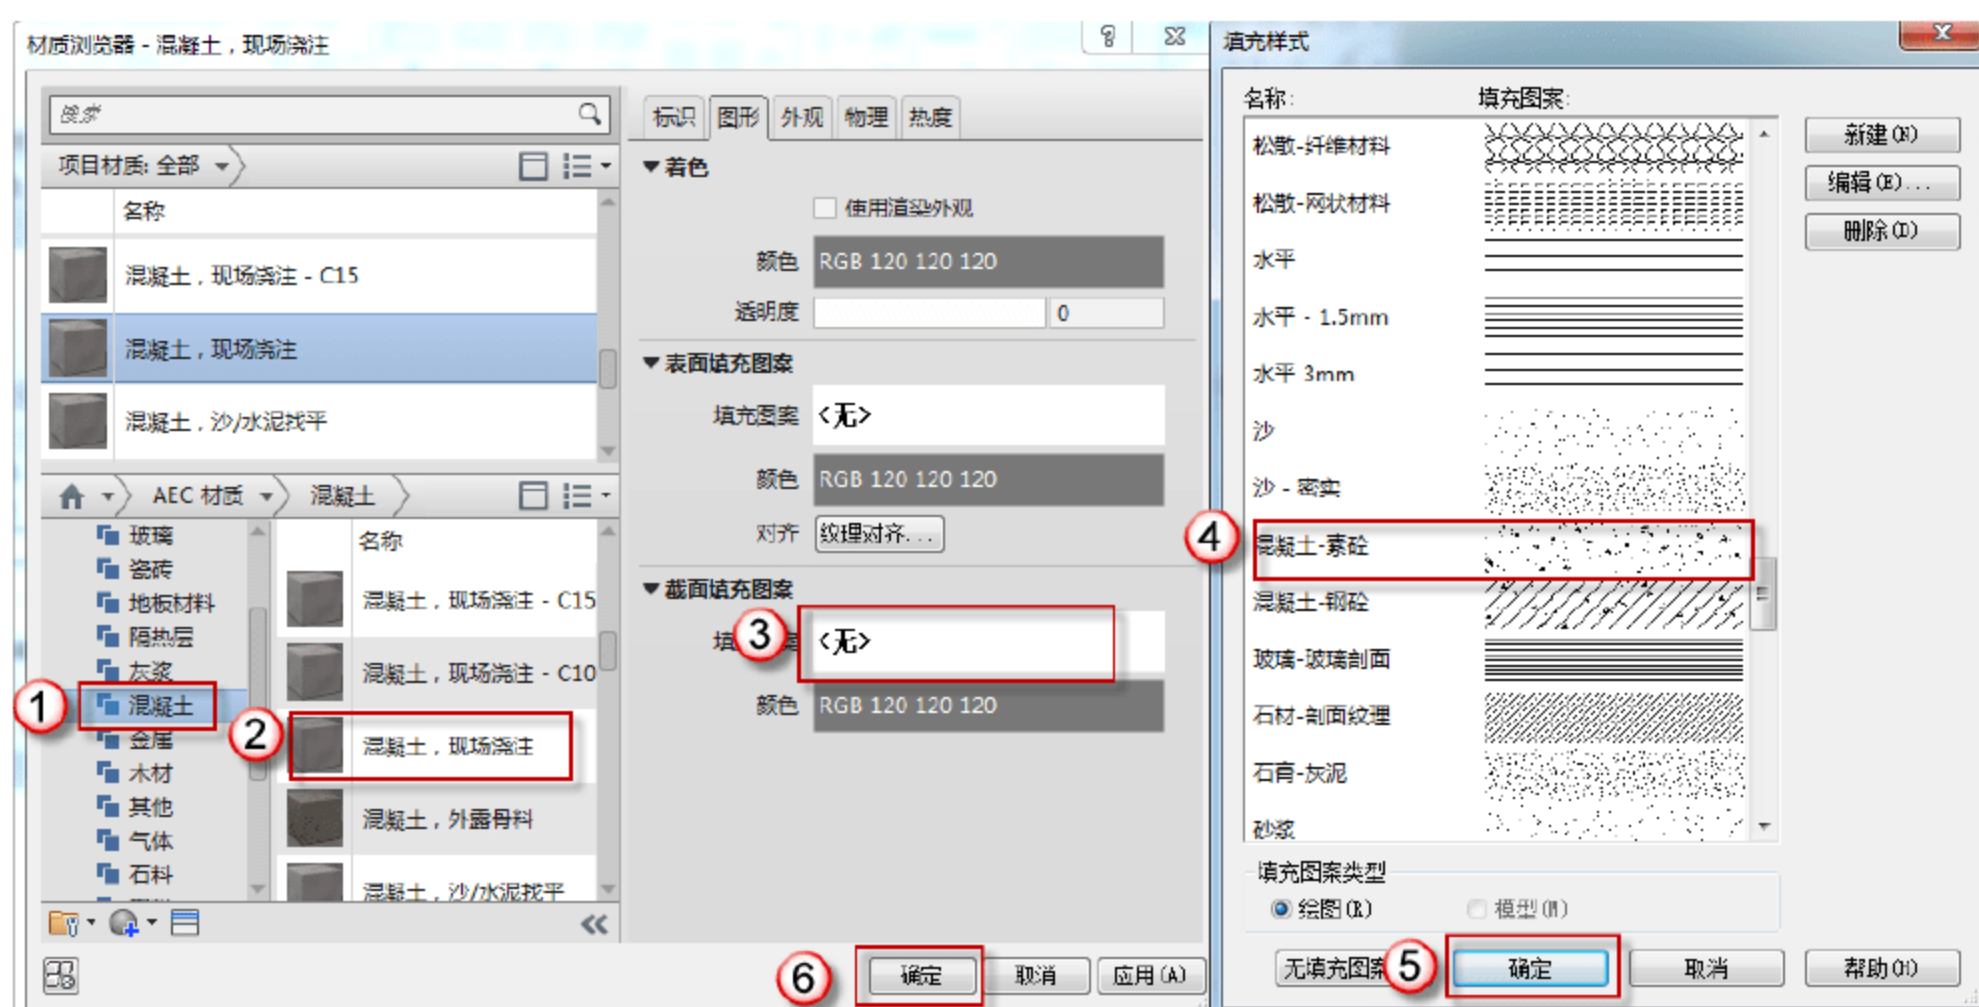 材质浏览器 - 混凝土，现场浇注
搜索
项目材质: 全部
名称
混凝土，现场浇注 - C15
混凝土，现场浇注
混凝土，沙/水泥找平
AEC 材质
混凝土
玻璃
瓷砖
地板材料
隔热层
灰浆
混凝土
金属
木材
其他
气体
石料
名称
混凝土，现场浇注 - C15
混凝土，现场浇注 - C10
混凝土，现场浇注
混凝土，外露骨料
混凝土，沙/水泥找平
1
2
标识 图形 外观 物理 热度
着色
使用渲染外观
颜色 RGB 120 120 120
透明度 0
表面填充图案
填充图案 <无>
颜色 RGB 120 120 120
对齐 纹理对齐...
截面填充图案
3 <无>
颜色 RGB 120 120 120
6 确定 取消 应用(A)
填充样式
名称: 填充图案:
松散-纤维材料
松散-网状材料
水平
水平 - 1.5mm
水平 3mm
沙
沙 - 密实
4 混凝土-素砼
混凝土-钢砼
玻璃-玻璃剖面
石材-剖面纹理
石膏-灰泥
砂浆
新建(N)
编辑(E)...
删除(D)
填充图案类型
绘图(R) 模型(M)
无填充图案 5 确定 取消 帮助(H)